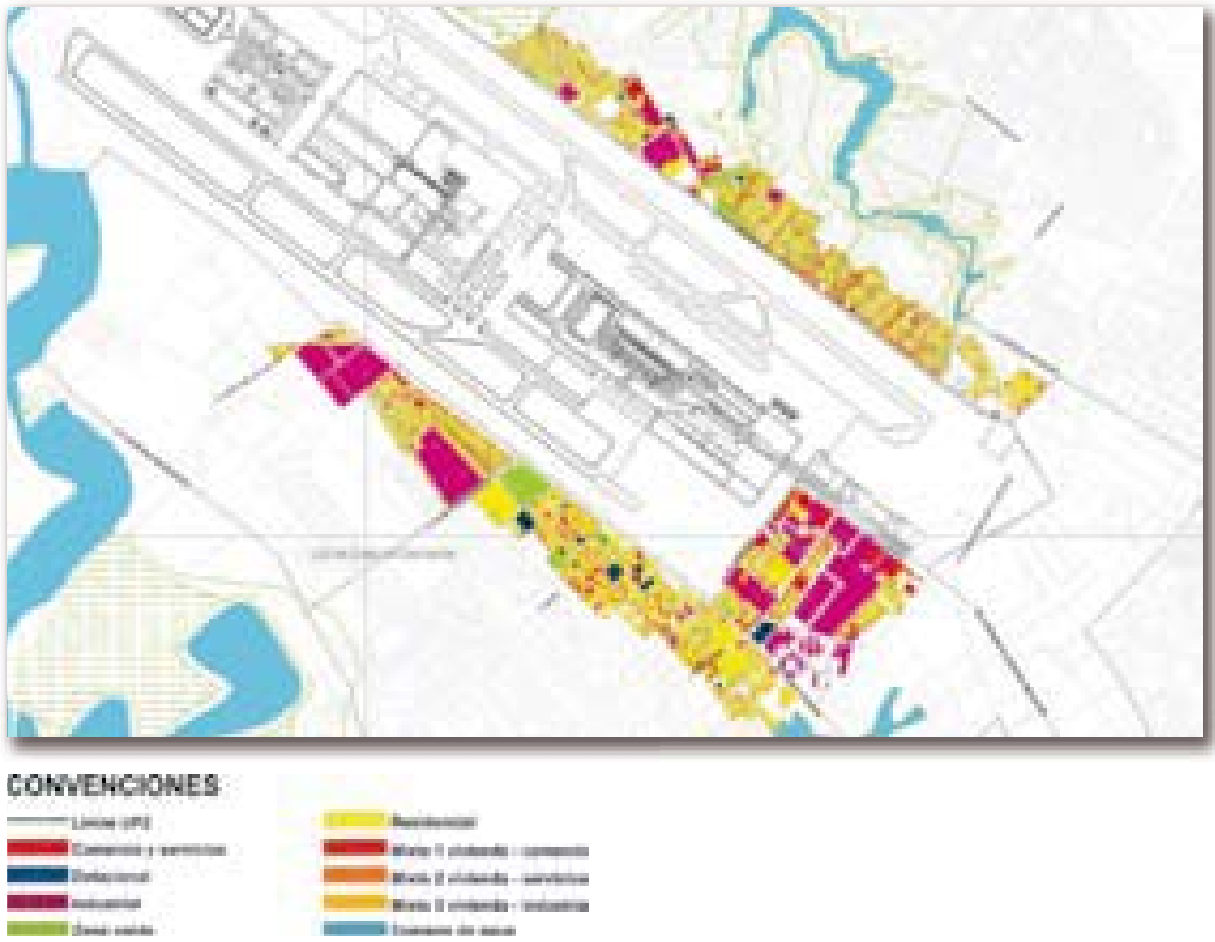 CONVENCIONES
Límite UPZ
Comercio y servicios
Dotacional
Industrial
Zona verde
Residencial
Mixto 1 vivienda - comercio
Mixto 2 vivienda - servicios
Mixto 3 vivienda - industria
Cuerpos de agua